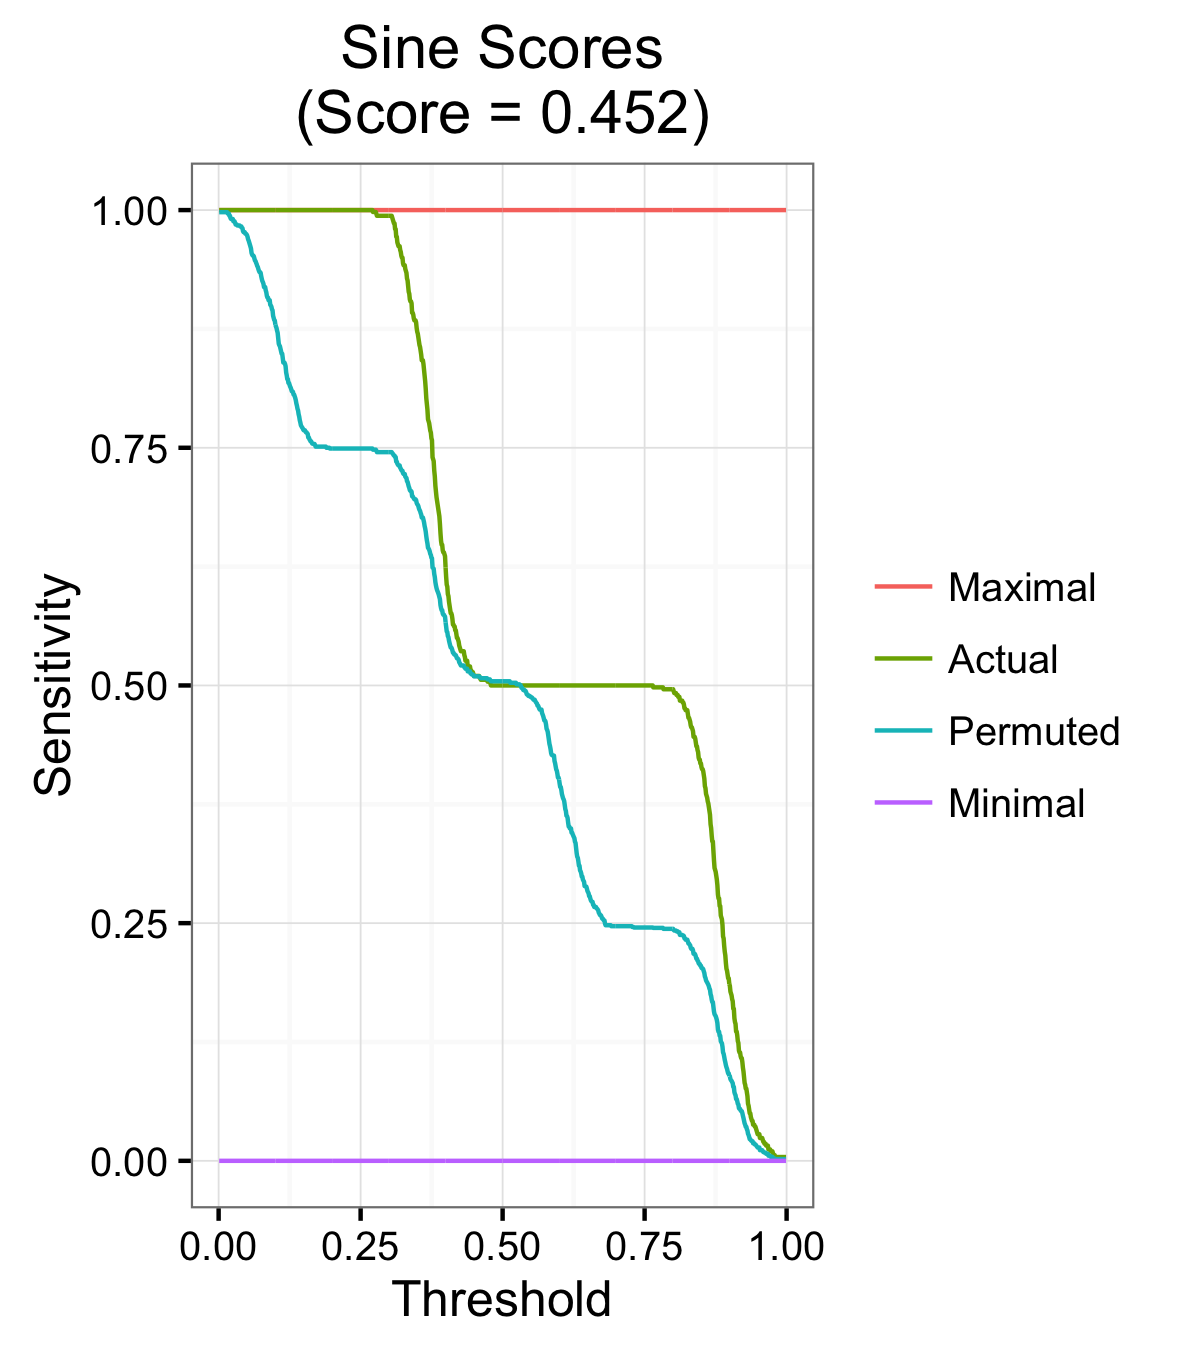 Sine Scores
(Score = 0.452)
1.00
0.75
0.50
0.25
0.00
Sensitivity
0.00 0.25 0.50 0.75 1.00
Threshold
Maximal
Actual
Permuted
Minimal